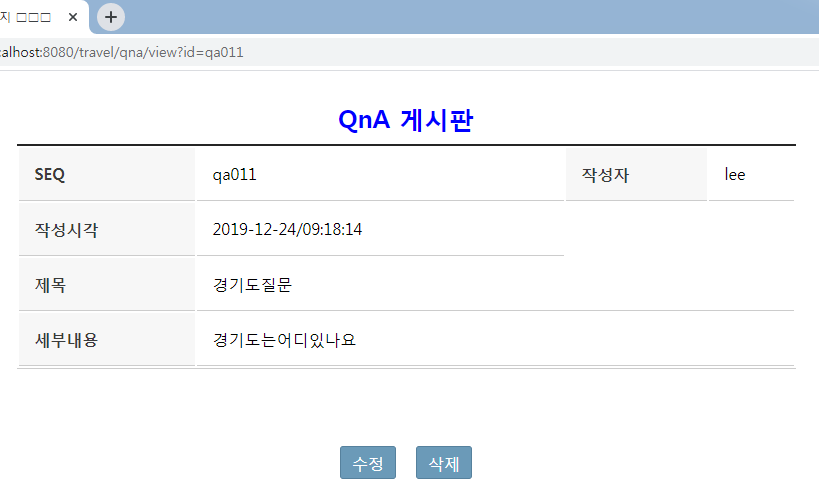 지 □□□ × +
calhost:8080/travel/qna/view?id=qa011
QnA 게시판
SEQ qa011 작성자 lee
작성시각 2019-12-24/09:18:14
제목 경기도질문
세부내용 경기도는어디있나요
수정 삭제